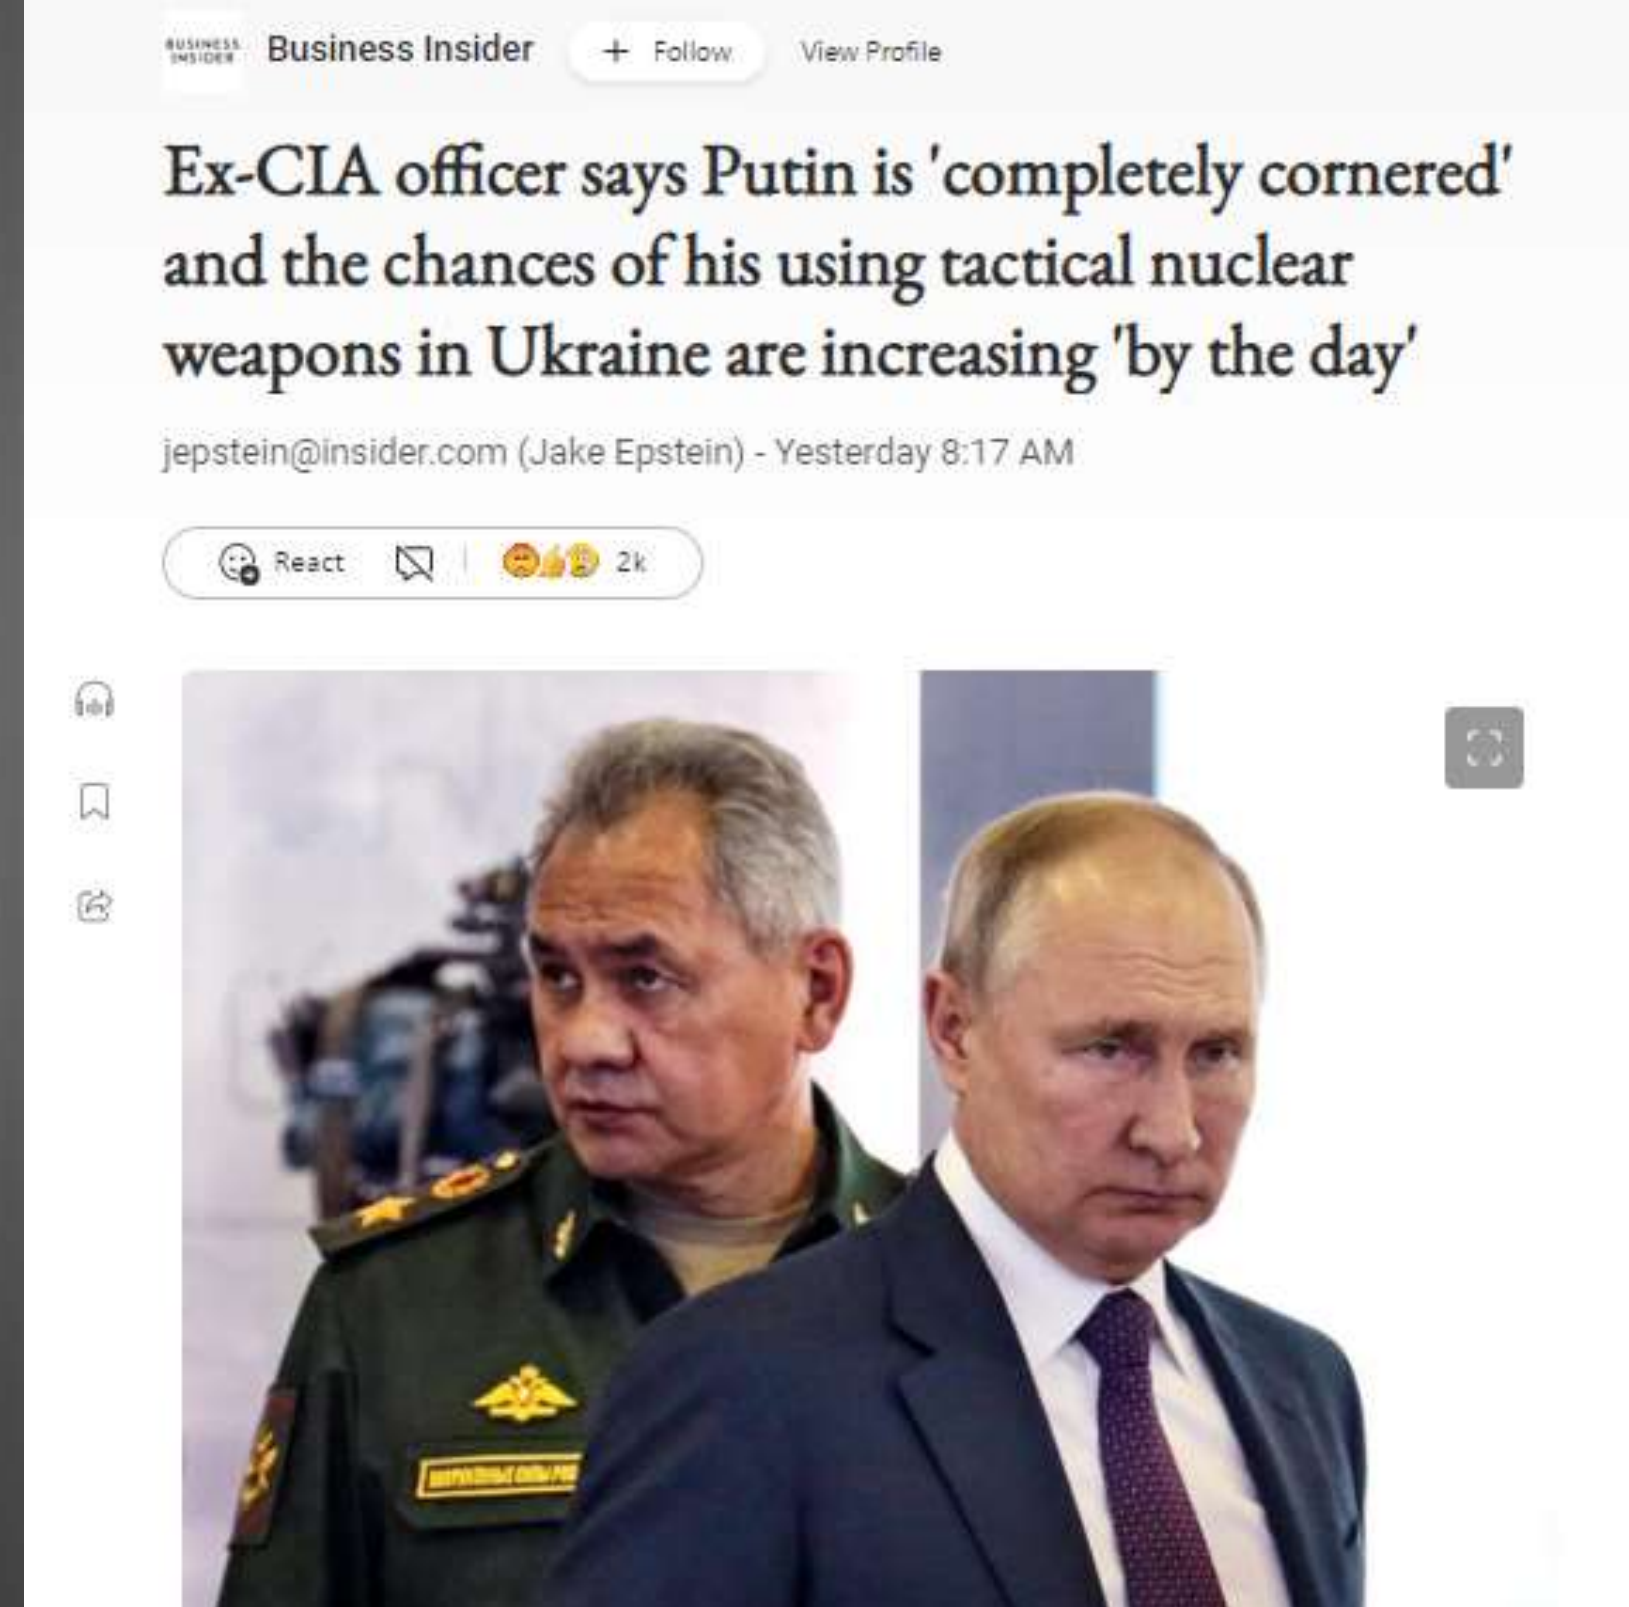 BUSINESS
INSIDER
Business Insider + Follow View Profile
Ex-CIA officer says Putin is 'completely cornered'
and the chances of his using tactical nuclear
weapons in Ukraine are increasing 'by the day'
jepstein@insider.com (Jake Epstein) - Yesterday 8:17 AM
React 2k